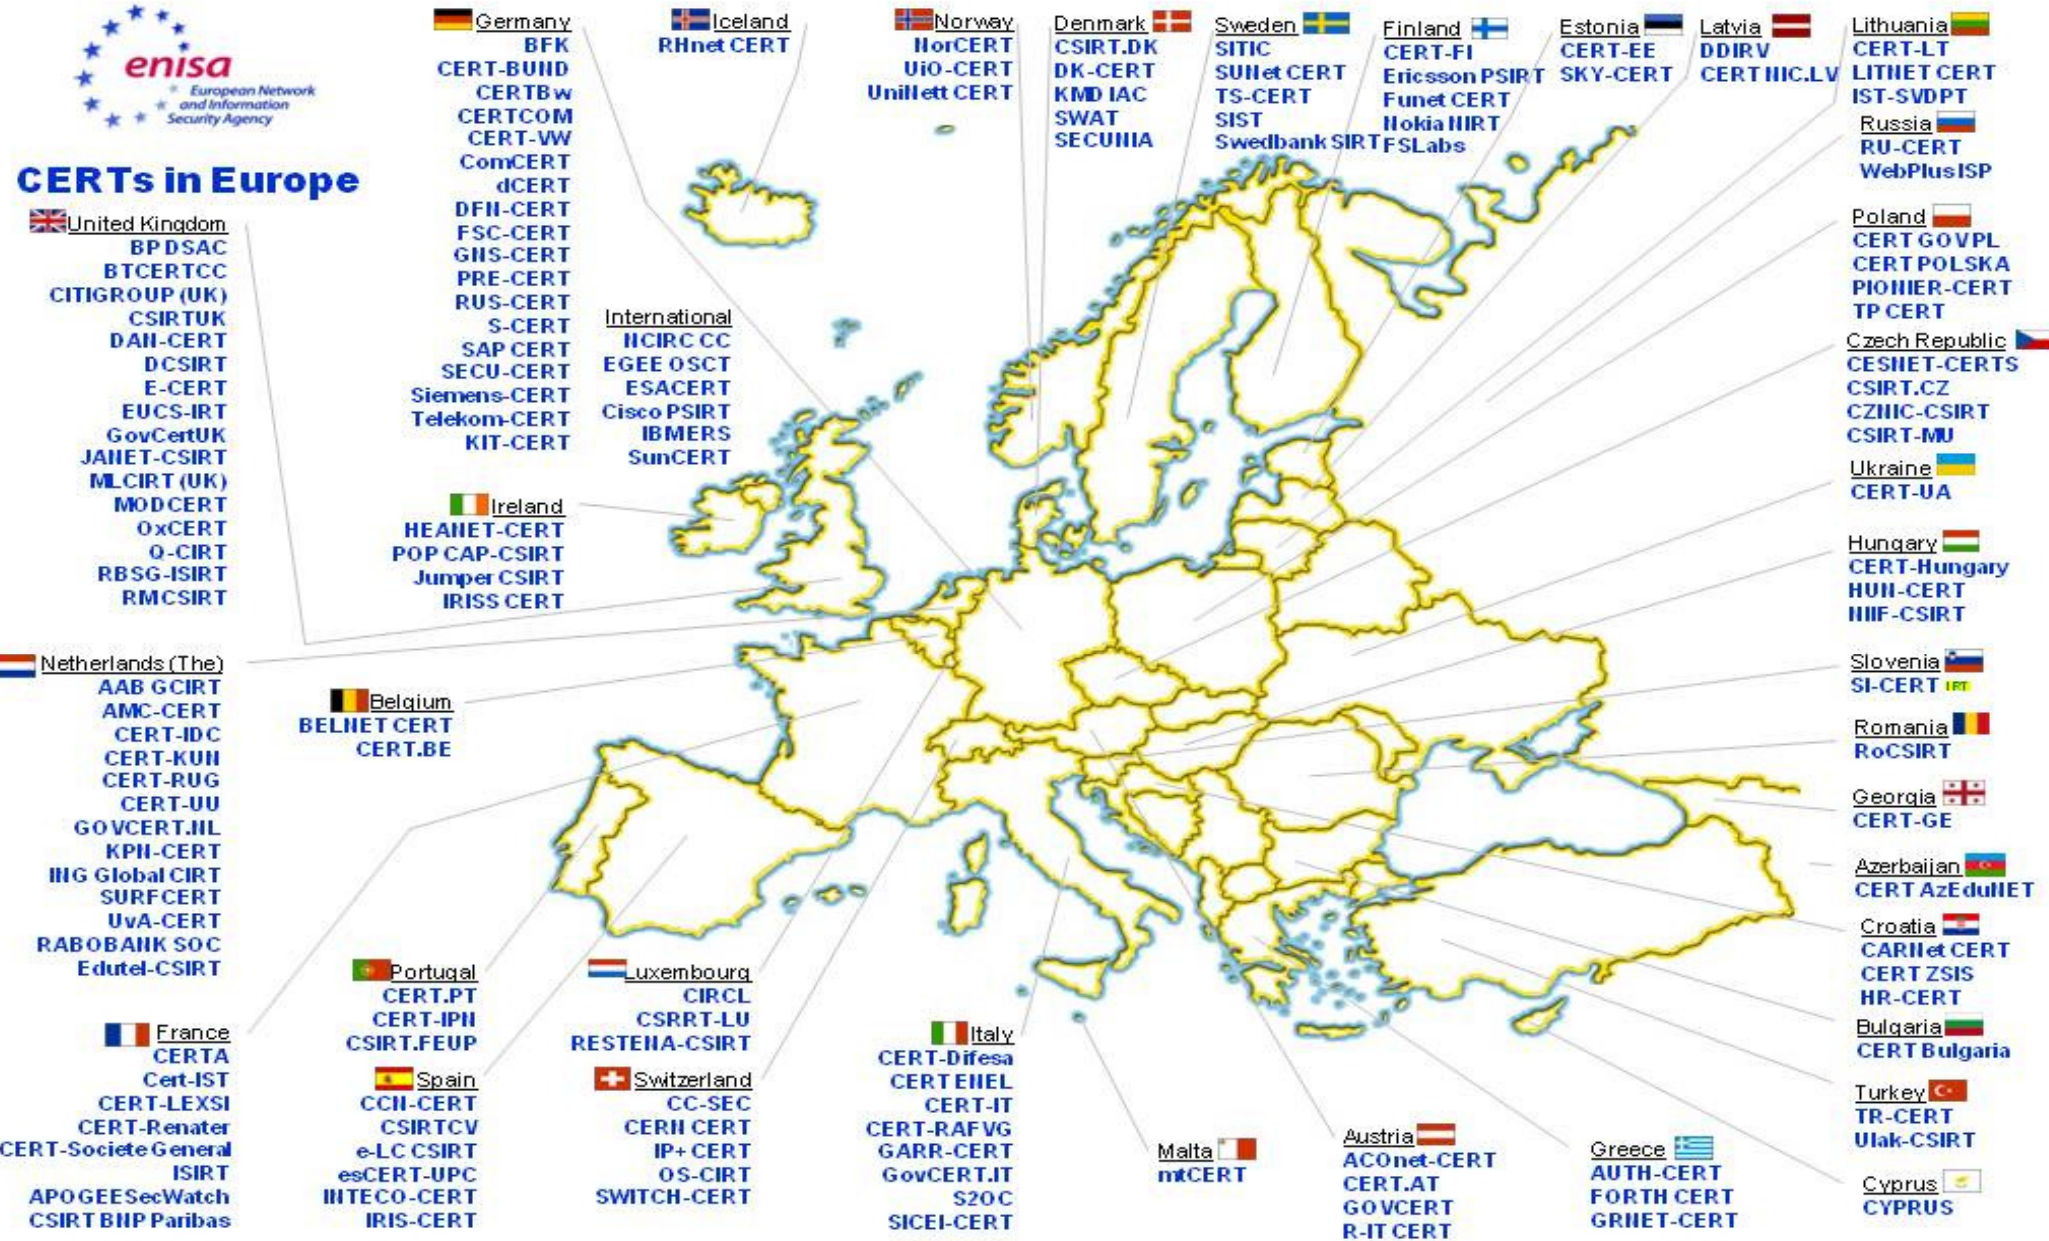 enisa
European Network
and Information
Security Agency
CERTs in Europe
United Kingdom
BP DSAC
BTCERTCC
CITIGROUP (UK)
CSIRTUK
DAN-CERT
DCSIRT
E-CERT
EUCS-IRT
GovCertUK
JANET-CSIRT
MLCIRT (UK)
MODCERT
OxCERT
Q-CIRT
RBSG-ISIRT
RMCSIRT
Netherlands (The)
AAB GCIRT
AMC-CERT
CERT-IDC
CERT-KUN
CERT-RUG
CERT-UU
GOVCERT.NL
KPN-CERT
ING Global CIRT
SURFCERT
UvA-CERT
RABOBANK SOC
Edutel-CSIRT
France
CERTA
Cert-IST
CERT-LEXSI
CERT-Renater
CERT-Societe General
ISIRT
APOGEE SecWatch
CSIRT BNP Paribas
Germany
BFK
CERT-BUND
CERTBw
CERTCOM
CERT-VW
ComCERT
dCERT
DFN-CERT
FSC-CERT
GNS-CERT
PRE-CERT
RUS-CERT
S-CERT
SAP CERT
SECU-CERT
Siemens-CERT
Telekom-CERT
KIT-CERT
Ireland
HEANET-CERT
POP CAP-CSIRT
Jumper CSIRT
IRISS CERT
Belgium
BELNET CERT
CERT.BE
Portugal
CERT.PT
CERT-IPN
CSIRT.FEUP
Spain
CCN-CERT
CSIRTCV
e-LC CSIRT
esCERT-UPC
INTECO-CERT
IRIS-CERT
Iceland
RHnet CERT
International
NCIRC CC
EGEE OSCT
ESACERT
Cisco PSIRT
IBMERS
SunCERT
Luxembourg
CIRCL
CSRRT-LU
RESTENA-CSIRT
Switzerland
CC-SEC
CERN CERT
IP+ CERT
OS-CIRT
SWITCH-CERT
Norway
NorCERT
UiO-CERT
UniNett CERT
Italy
CERT-Difesa
CERT ENEL
CERT-IT
CERT-RAFVG
GARR-CERT
GovCERT.IT
S2OC
SICEI-CERT
Denmark
CSIRT.DK
DK-CERT
KMD IAC
SWAT
SECUNIA
Sweden
SITIC
SUNet CERT
TS-CERT
SIST
Swedbank SIRT
Finland
CERT-FI
Ericsson PSIRT
Funet CERT
Nokia NIRT
FSLabs
Estonia
CERT-EE
SKY-CERT
Latvia
DDIRV
CERT NIC.LV
Malta
mtCERT
Austria
ACOnet-CERT
CERT.AT
GOVCERT
R-IT CERT
Greece
AUTH-CERT
FORTH CERT
GRNET-CERT
Lithuania
CERT-LT
LITNET CERT
IST-SVDPT
Russia
RU-CERT
WebPlus ISP
Poland
CERT GOV PL
CERT POLSKA
PIONIER-CERT
TP CERT
Czech Republic
CESNET-CERTS
CSIRT.CZ
CZNIC-CSIRT
CSIRT-MU
Ukraine
CERT-UA
Hungary
CERT-Hungary
HUN-CERT
NIIF-CSIRT
Slovenia
SI-CERT IRT
Romania
RoCSIRT
Georgia
CERT-GE
Azerbaijan
CERT AzEduNET
Croatia
CARNet CERT
CERT ZSIS
HR-CERT
Bulgaria
CERT Bulgaria
Turkey
TR-CERT
Ulak-CSIRT
Cyprus
CYPRUS